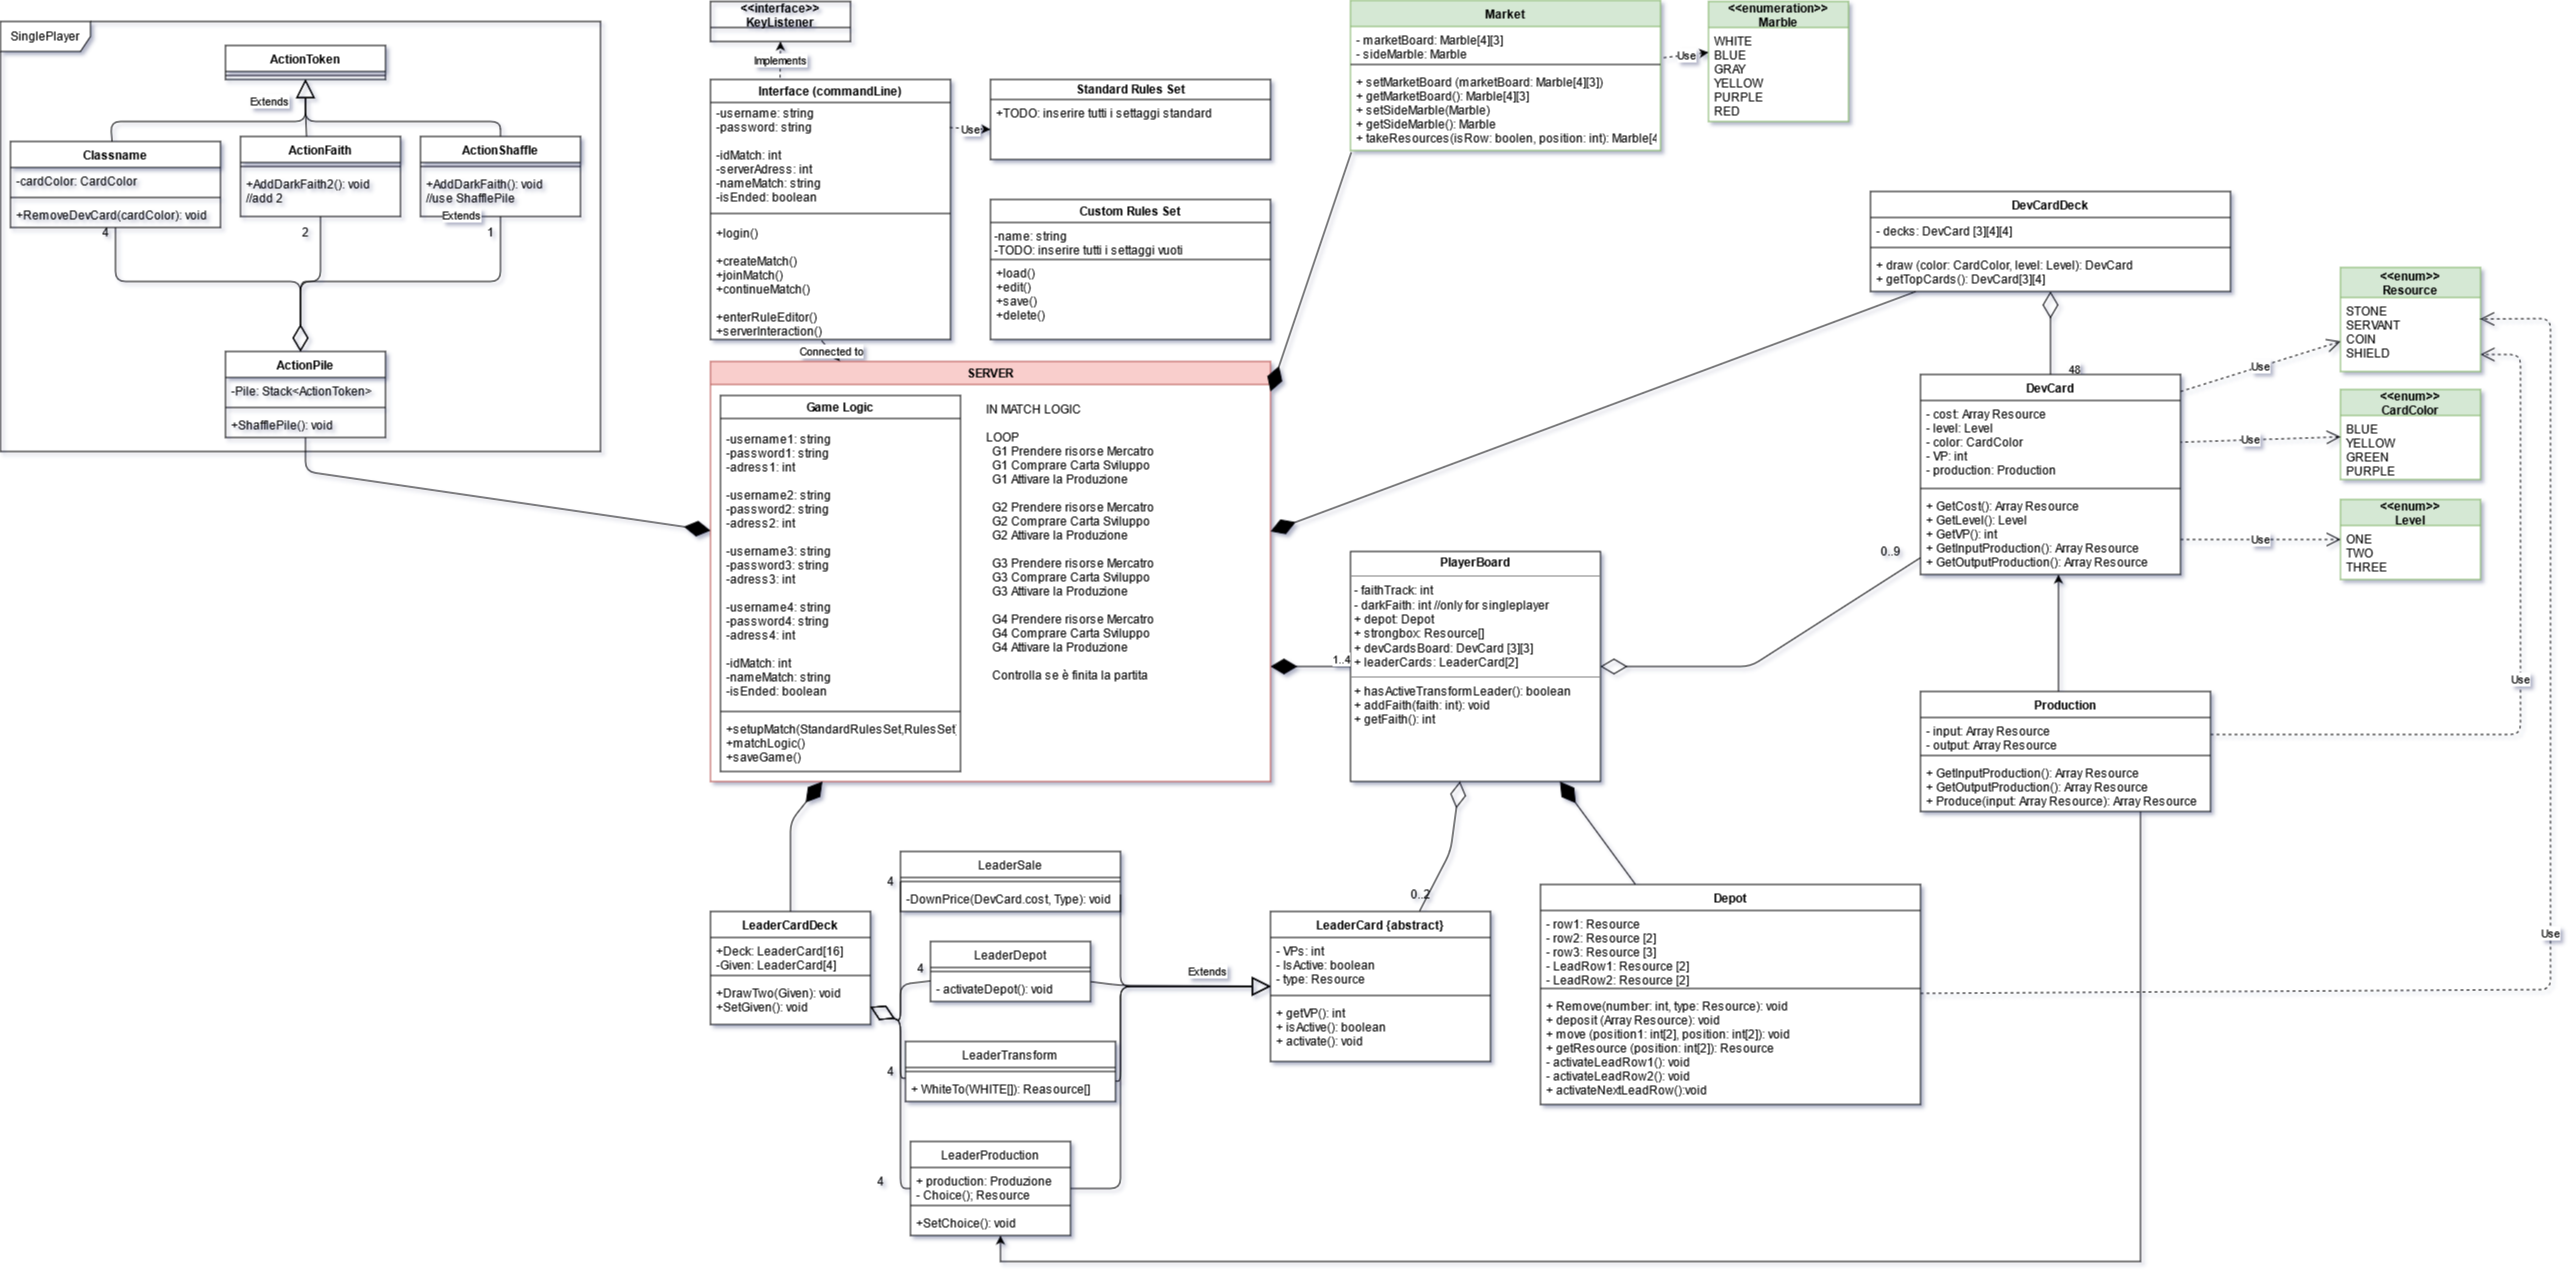 SinglePlayer
ActionToken
Extends
Classname
-cardColor: CardColor
+RemoveDevCard(cardColor): void
4
ActionFaith
+AddDarkFaith2(): void
//add 2
2
ActionShaffle
+AddDarkFaith(): void
//use ShafflePile
Extends
1
ActionPile
-Pile: Stack<ActionToken>
+ShafflePile(): void
<<interface>>
KeyListener
Implements
Interface (commandLine)
-username: string
-password: string
-idMatch: int
-serverAdress: int
-nameMatch: string
-isEnded: boolean
+login()
+createMatch()
+joinMatch()
+continueMatch()
+enterRuleEditor()
+serverInteraction()
Use
Standard Rules Set
+TODO: inserire tutti i settaggi standard
Custom Rules Set
-name: string
-TODO: inserire tutti i settaggi vuoti
+load()
+edit()
+save()
+delete()
Connected to
SERVER
Game Logic
-username1: string
-password1: string
-adress1: int
-username2: string
-password2: string
-adress2: int
-username3: string
-password3: string
-adress3: int
-username4: string
-password4: string
-adress4: int
-idMatch: int
-nameMatch: string
-isEnded: boolean
+setupMatch(StandardRulesSet,RulesSet
+matchLogic()
+saveGame()
IN MATCH LOGIC
LOOP
G1 Prendere risorse Mercatro
G1 Comprare Carta Sviluppo
G1 Attivare la Produzione
G2 Prendere risorse Mercatro
G2 Comprare Carta Sviluppo
G2 Attivare la Produzione
G3 Prendere risorse Mercatro
G3 Comprare Carta Sviluppo
G3 Attivare la Produzione
G4 Prendere risorse Mercatro
G4 Comprare Carta Sviluppo
G4 Attivare la Produzione
Controlla se è finita la partita
Market
- marketBoard: Marble[4][3]
- sideMarble: Marble
+ setMarketBoard (marketBoard: Marble[4][3])
+ getMarketBoard(): Marble[4][3]
+ setSideMarble(Marble)
+ getSideMarble(): Marble
+ takeResources(isRow: boolen, position: int): Marble[4
Use
<<enumeration>>
Marble
WHITE
BLUE
GRAY
YELLOW
PURPLE
RED
DevCardDeck
- decks: DevCard [3][4][4]
+ draw (color: CardColor, level: Level): DevCard
+ getTopCards(): DevCard[3][4]
48
DevCard
- cost: Array Resource
- level: Level
- color: CardColor
- VP: int
- production: Production
+ GetCost(): Array Resource
+ GetLevel(): Level
+ GetVP(): int
+ GetInputProduction(): Array Resource
+ GetOutputProduction(): Array Resource
Use
Use
Use
<<enum>>
Resource
STONE
SERVANT
COIN
SHIELD
<<enum>>
CardColor
BLUE
YELLOW
GREEN
PURPLE
<<enum>>
Level
ONE
TWO
THREE
0..9
1..4
PlayerBoard
- faithTrack: int
- darkFaith: int //only for singleplayer
+ depot: Depot
+ strongbox: Resource[]
+ devCardsBoard: DevCard [3][3]
+ leaderCards: LeaderCard[2]
+ hasActiveTransformLeader(): boolean
+ addFaith(faith: int): void
+ getFaith(): int
Production
- input: Array Resource
- output: Array Resource
+ GetInputProduction(): Array Resource
+ GetOutputProduction(): Array Resource
+ Produce(input: Array Resource): Array Resource
Use
Use
LeaderCardDeck
+Deck: LeaderCard[16]
-Given: LeaderCard[4]
+DrawTwo(Given): void
+SetGiven(): void
4
LeaderSale
-DownPrice(DevCard.cost, Type): void
4
LeaderDepot
- activateDepot(): void
4
LeaderTransform
+ WhiteTo(WHITE[]): Reasource[]
4
LeaderProduction
+ production: Produzione
- Choice(); Resource
+SetChoice(): void
Extends
0..2
LeaderCard {abstract}
- VPs: int
- IsActive: boolean
- type: Resource
+ getVP(): int
+ isActive(): boolean
+ activate(): void
Depot
- row1: Resource
- row2: Resource [2]
- row3: Resource [3]
- LeadRow1: Resource [2]
- LeadRow2: Resource [2]
+ Remove(number: int, type: Resource): void
+ deposit (Array Resource): void
+ move (position1: int[2], position: int[2]): void
+ getResource (position: int[2]): Resource
- activateLeadRow1(): void
- activateLeadRow2(): void
+ activateNextLeadRow():void